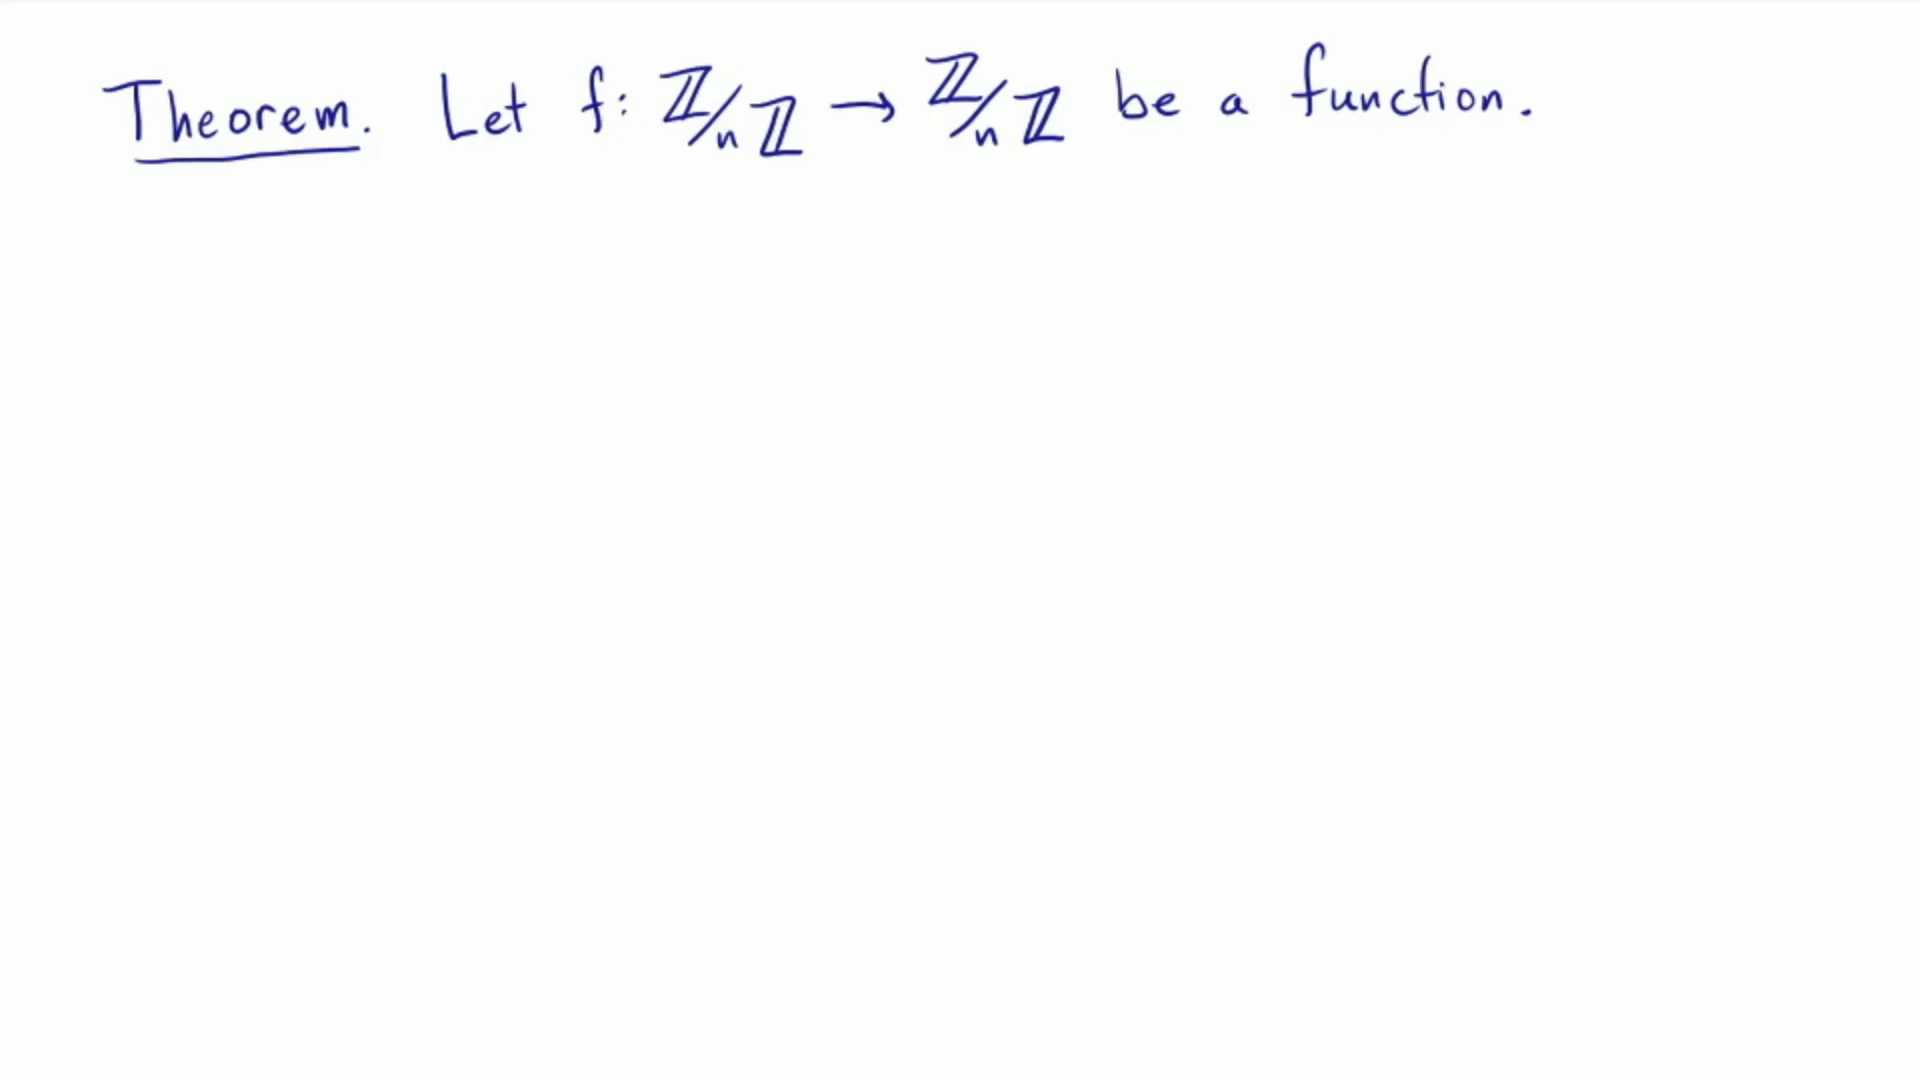 Theorem. Let f: ℤ/nℤ → ℤ/nℤ be a function.